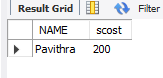 Result Grid Filter
NAME scost
Pavithra 200